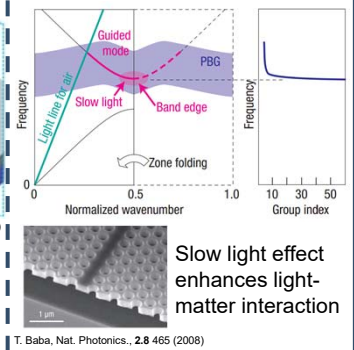 Guided
mode
PBG
Light line for air
Slow light
Band edge
Zone folding
Frequency
0
0
0.5
1.0
Normalized wavenumber
Frequency
10 30 50
Group index
1 μm
Slow light effect
enhances light-
matter interaction
T. Baba, Nat. Photonics., 2.8 465 (2008)